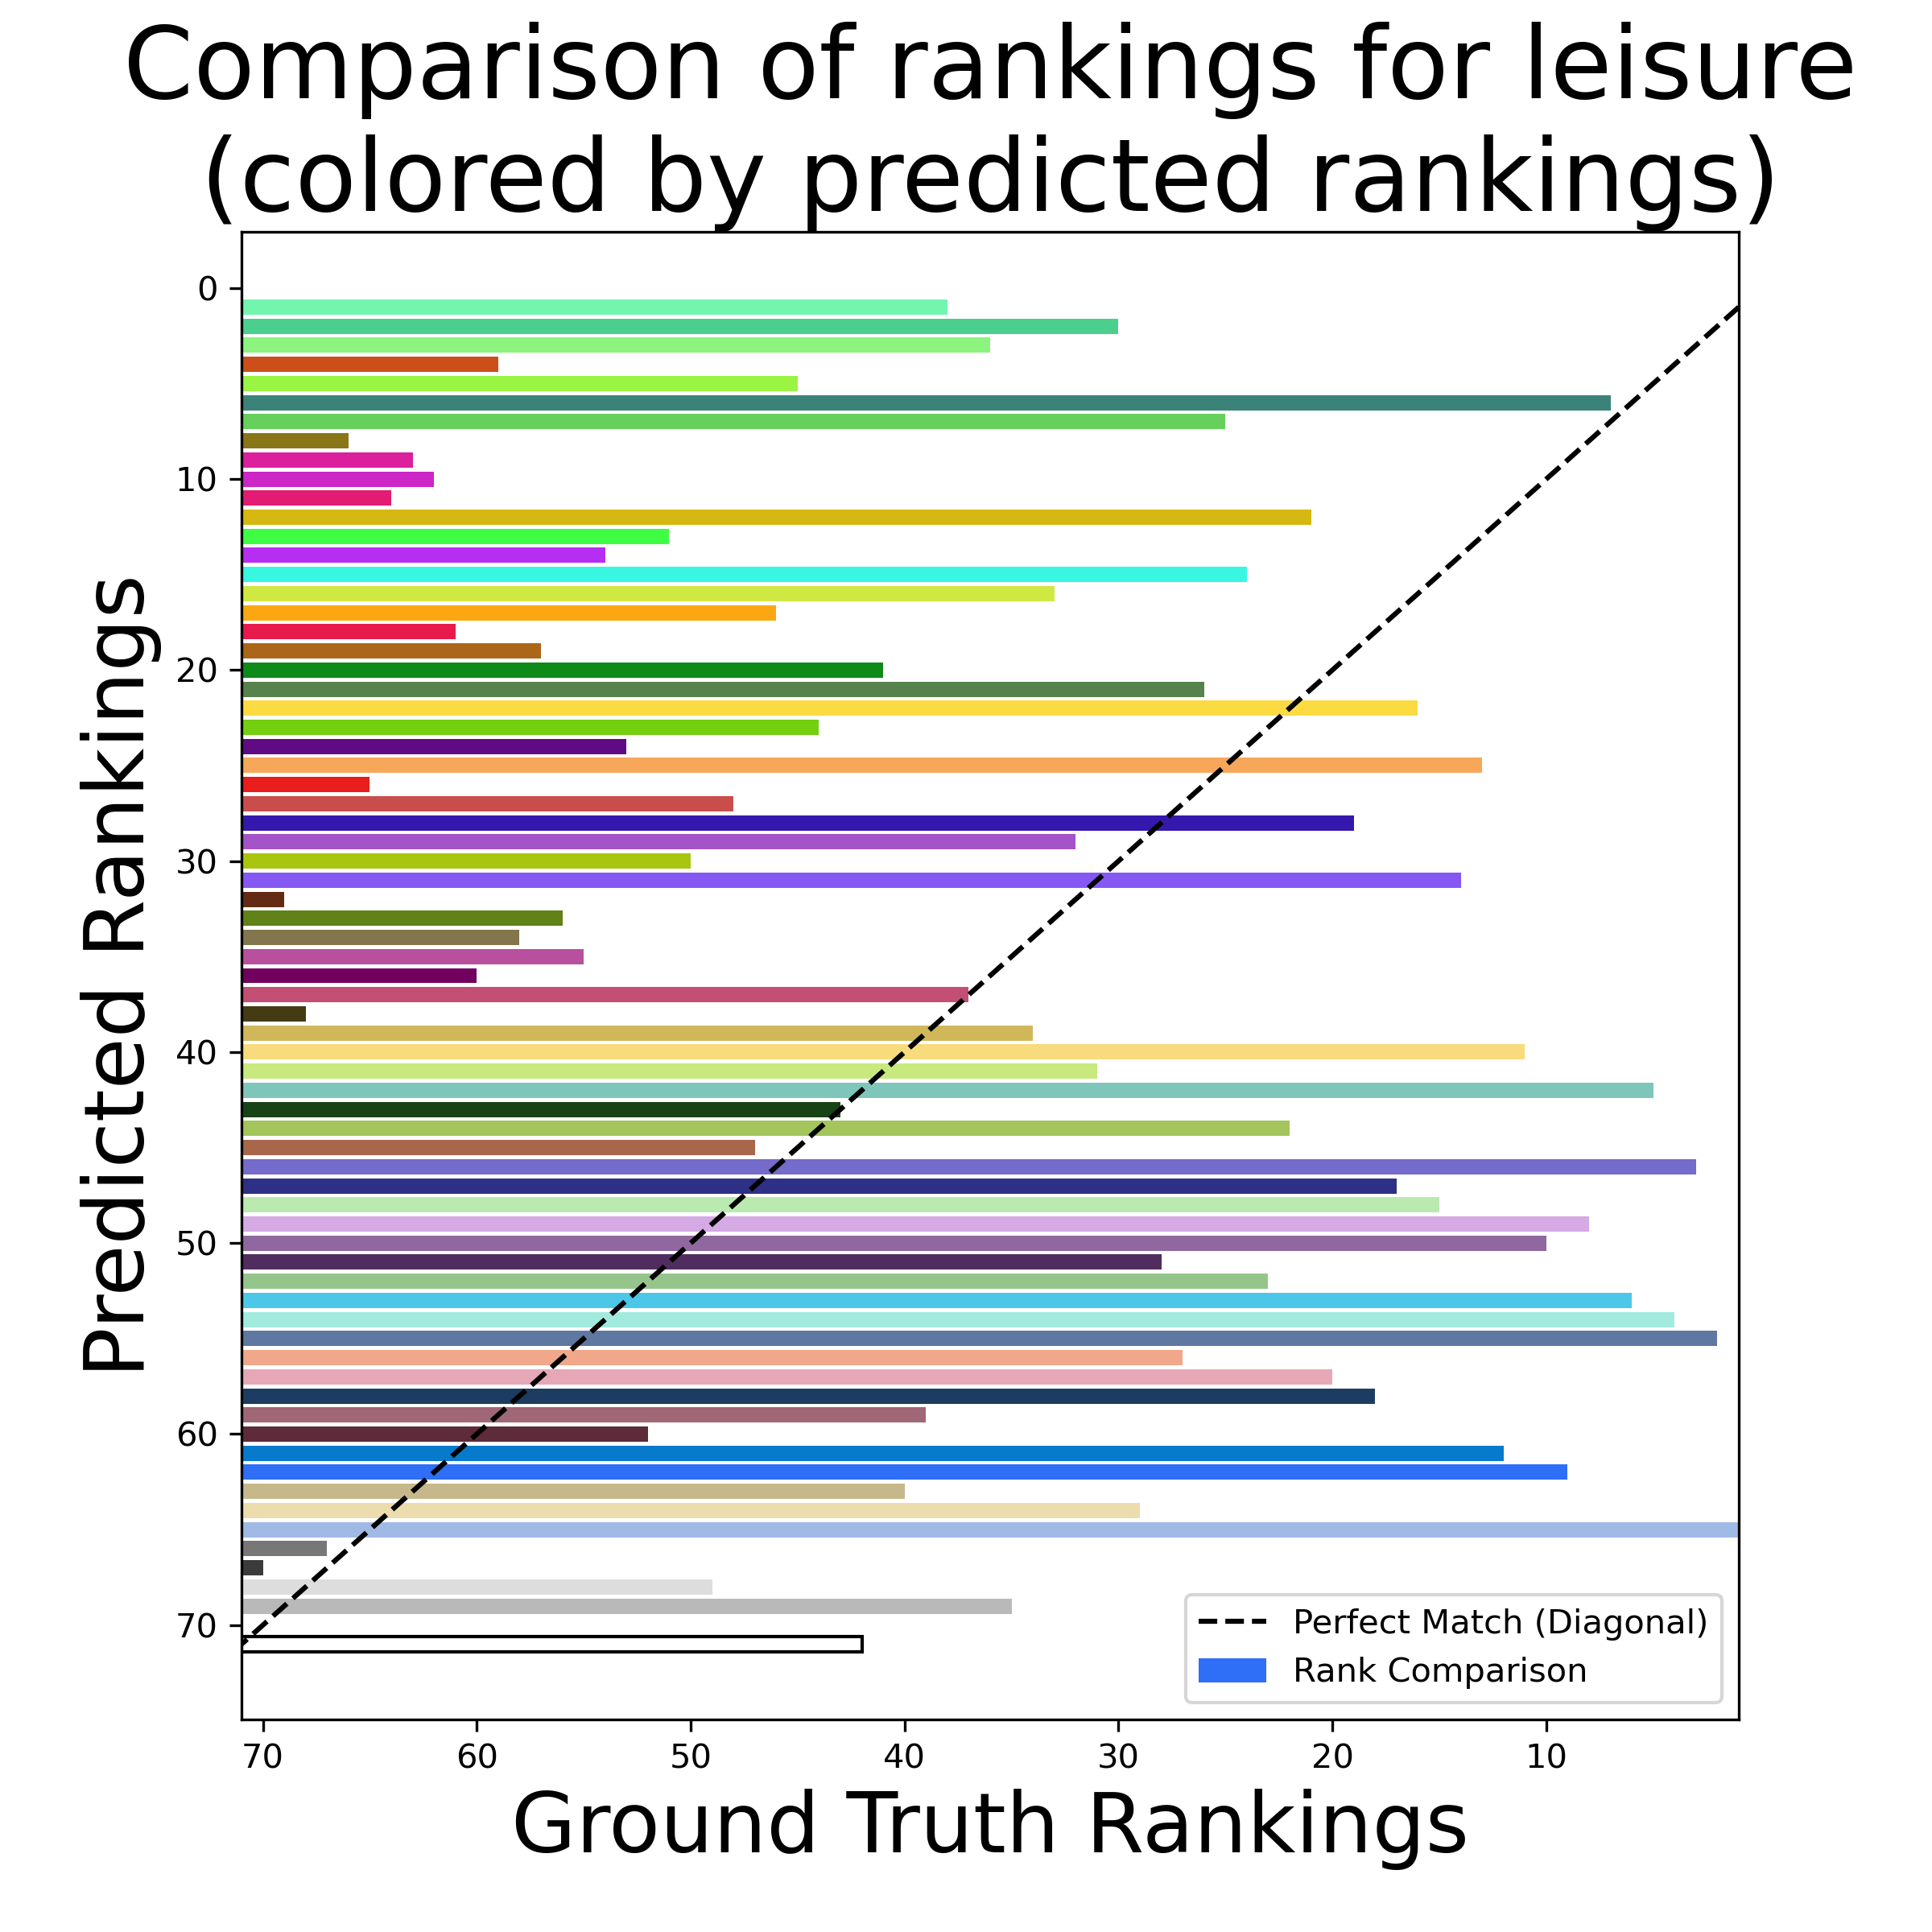 Comparison of rankings for leisure
(colored by predicted rankings)
Predicted Rankings
0
10
20
30
40
50
60
70
Perfect Match (Diagonal)
Rank Comparison
70 60 50 40 30 20 10
Ground Truth Rankings